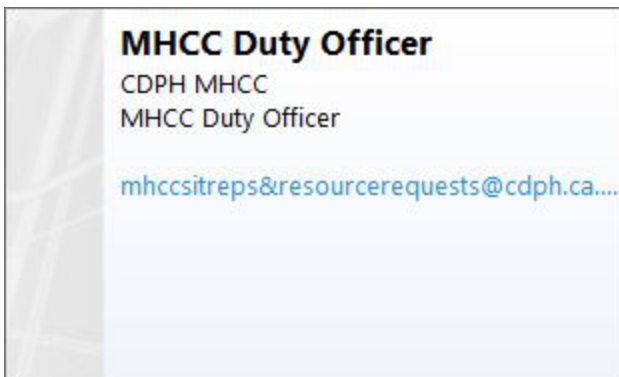 MHCC Duty Officer
CDPH MHCC
MHCC Duty Officer
mhccsitreps&resourcerequests@cdph.ca....